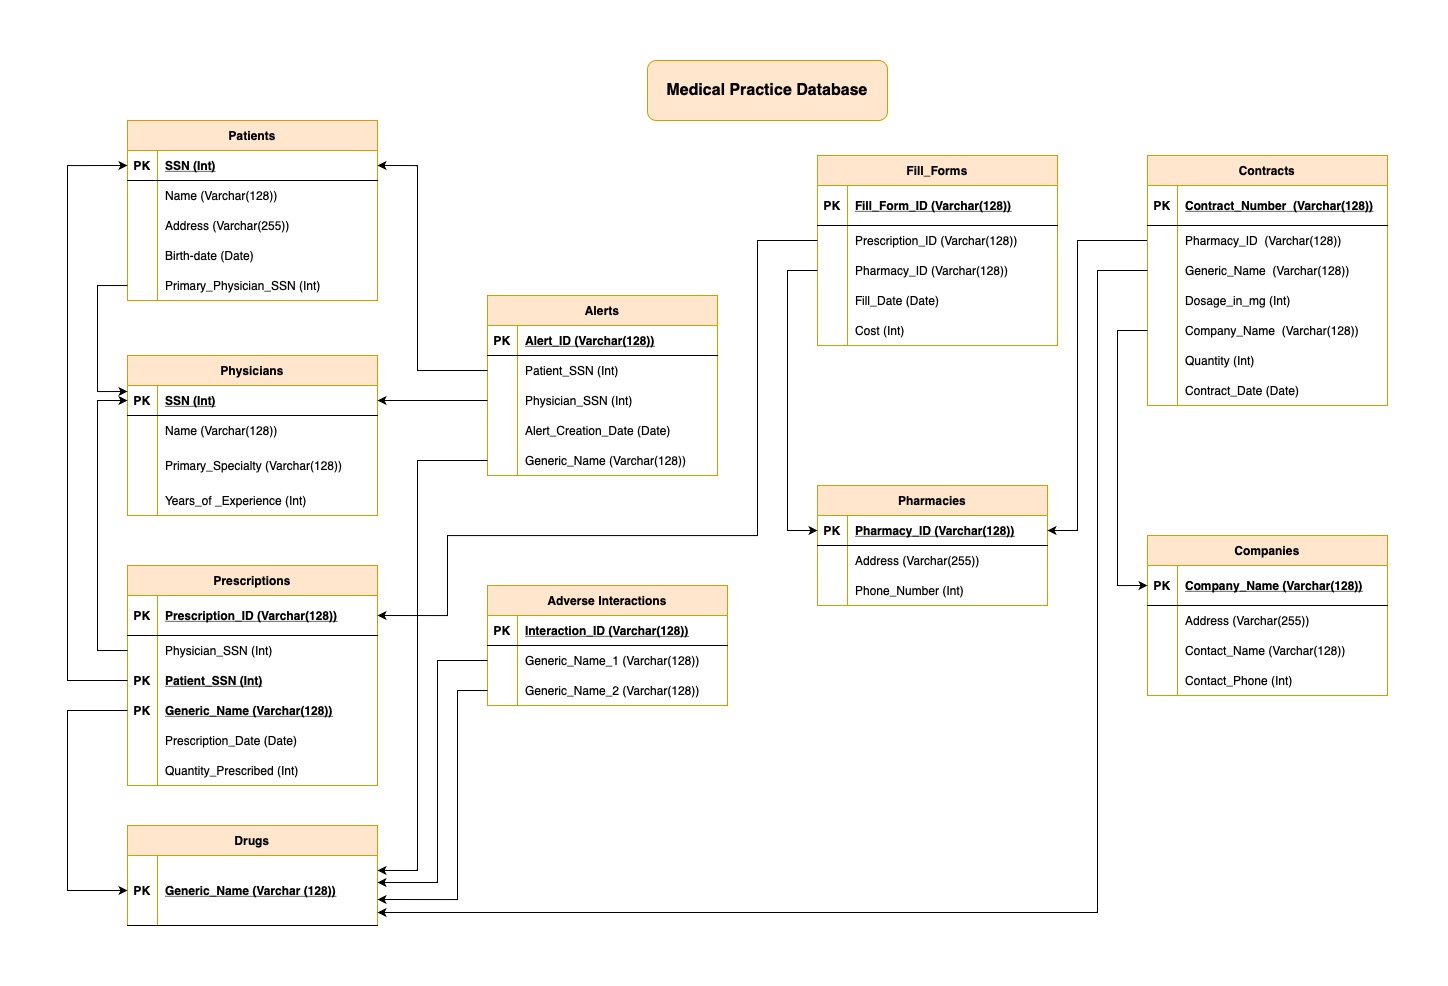 Medical Practice Database
Patients
PK SSN (Int)
Name (Varchar(128))
Address (Varchar(255))
Birth-date (Date)
Primary_Physician_SSN (Int)
Physicians
PK SSN (Int)
Name (Varchar(128))
Primary_Specialty (Varchar(128))
Years_of _Experience (Int)
Prescriptions
PK Prescription_ID (Varchar(128))
Physician_SSN (Int)
PK Patient_SSN (Int)
PK Generic_Name (Varchar(128))
Prescription_Date (Date)
Quantity_Prescribed (Int)
Drugs
PK Generic_Name (Varchar (128))
Alerts
PK Alert_ID (Varchar(128))
Patient_SSN (Int)
Physician_SSN (Int)
Alert_Creation_Date (Date)
Generic_Name (Varchar(128))
Adverse Interactions
PK Interaction_ID (Varchar(128))
Generic_Name_1 (Varchar(128))
Generic_Name_2 (Varchar(128))
Fill_Forms
PK Fill_Form_ID (Varchar(128))
Prescription_ID (Varchar(128))
Pharmacy_ID (Varchar(128))
Fill_Date (Date)
Cost (Int)
Pharmacies
PK Pharmacy_ID (Varchar(128))
Address (Varchar(255))
Phone_Number (Int)
Contracts
PK Contract_Number (Varchar(128))
Pharmacy_ID (Varchar(128))
Generic_Name (Varchar(128))
Dosage_in_mg (Int)
Company_Name (Varchar(128))
Quantity (Int)
Contract_Date (Date)
Companies
PK Company_Name (Varchar(128))
Address (Varchar(255))
Contact_Name (Varchar(128))
Contact_Phone (Int)